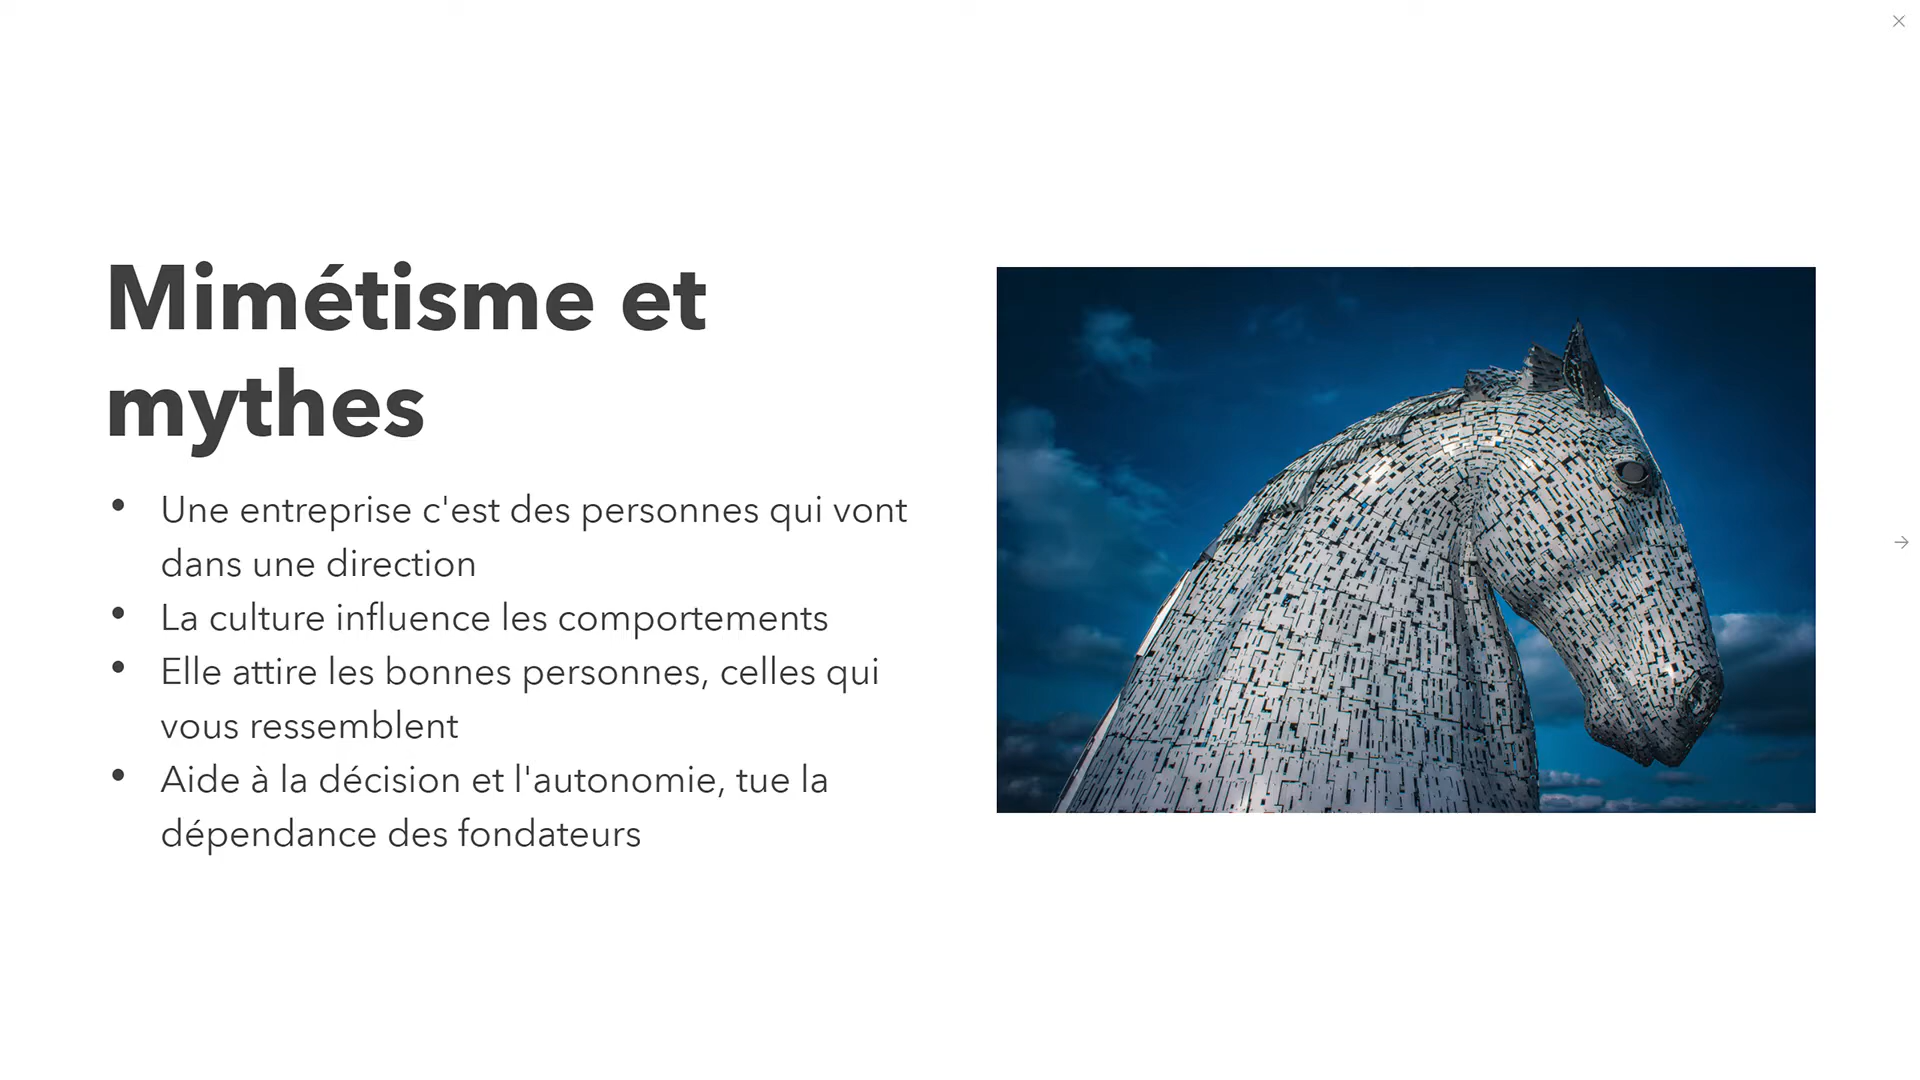 Mimétisme et
mythes
• Une entreprise c'est des personnes qui vont
dans une direction
• La culture influence les comportements
• Elle attire les bonnes personnes, celles qui
vous ressemblent
• Aide à la décision et l'autonomie, tue la
dépendance des fondateurs